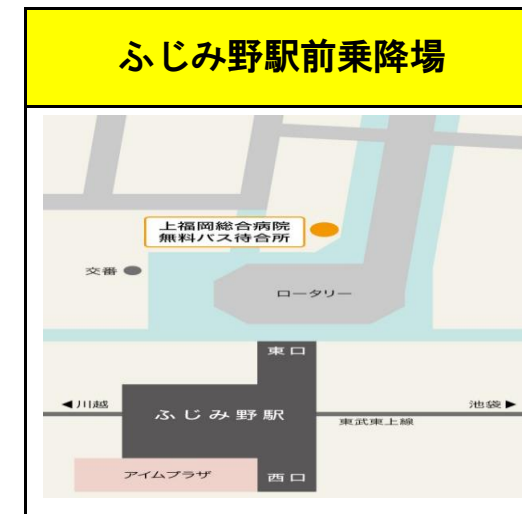 ふじみ野駅前乗降場
上福岡総合病院
無料バス待合所
交番
ロータリー
東口
◀川越
池袋▶
ふじみ野駅
東武東上線
アイムプラザ
西口